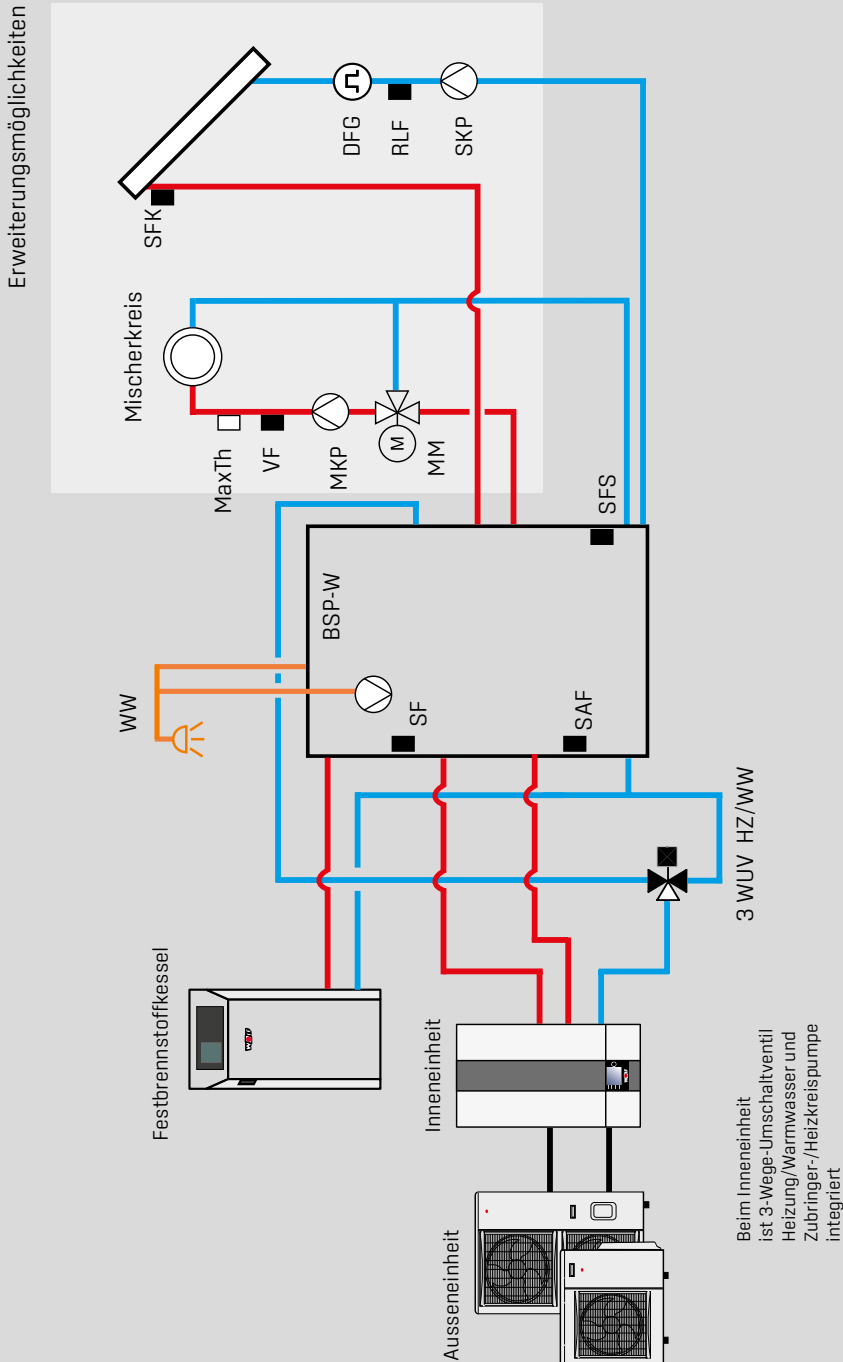 Erweiterungsmöglichkeiten
SFK
DFG
RLF
SKP
Mischerkreis
MaxTh
VF
MKP
M
MM
WW
BSP-W
SF
SAF
SFS
3 WUV HZ/WW
Festbrennstoffkessel
Inneneinheit
Ausseneinheit
Beim Inneneinheit
ist 3-Wege-Umschaltventil
Heizung/Warmwasser und
Zubringer-/Heizkreispumpe
integriert